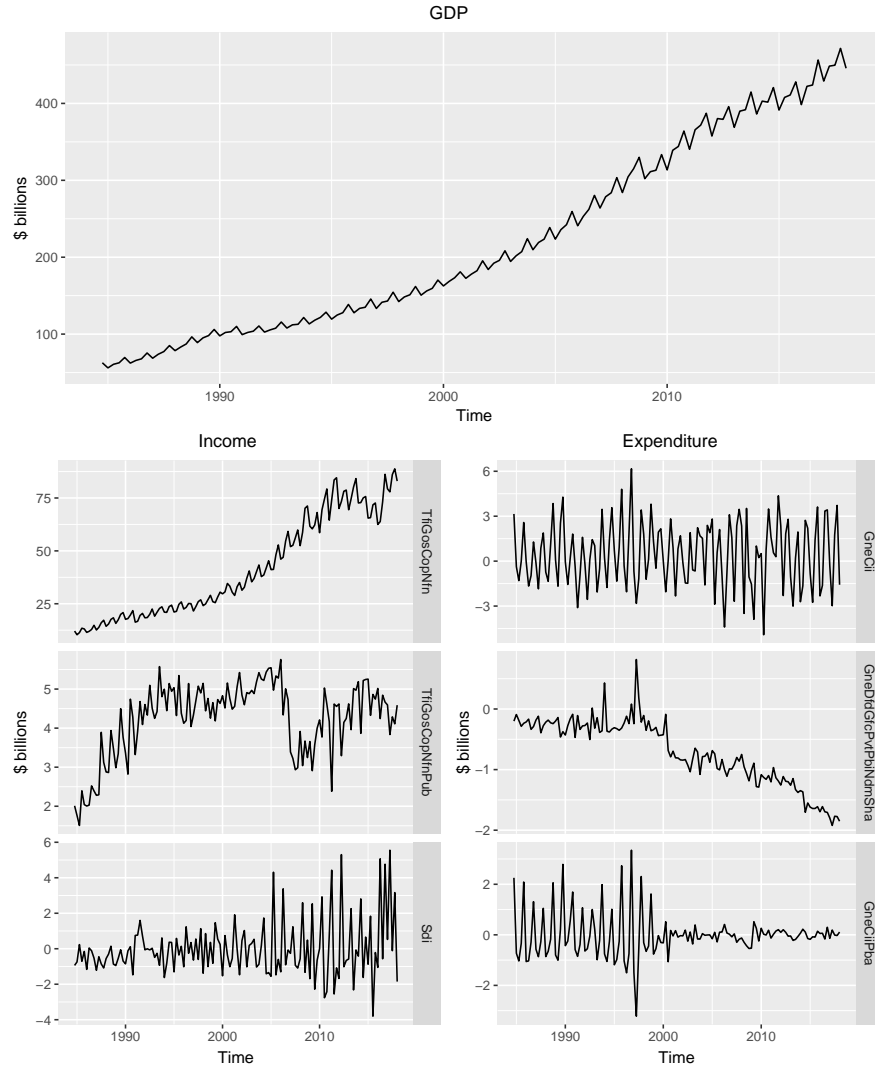 GDP
400
300
200
100
$ billions
1990
2000
2010
Time
Income
Expenditure
75
50
25
TfiGosCopNfn
5
4
3
2
TfiGosCopNfnPub
$ billions
6
4
2
0
−2
−4
Sdi
1990
2000
2010
Time
6
3
0
−3
GneCii
0
−1
−2
GneDfdGfcPvtPbiNdmSha
$ billions
2
0
−2
GneCiiPba
1990
2000
2010
Time